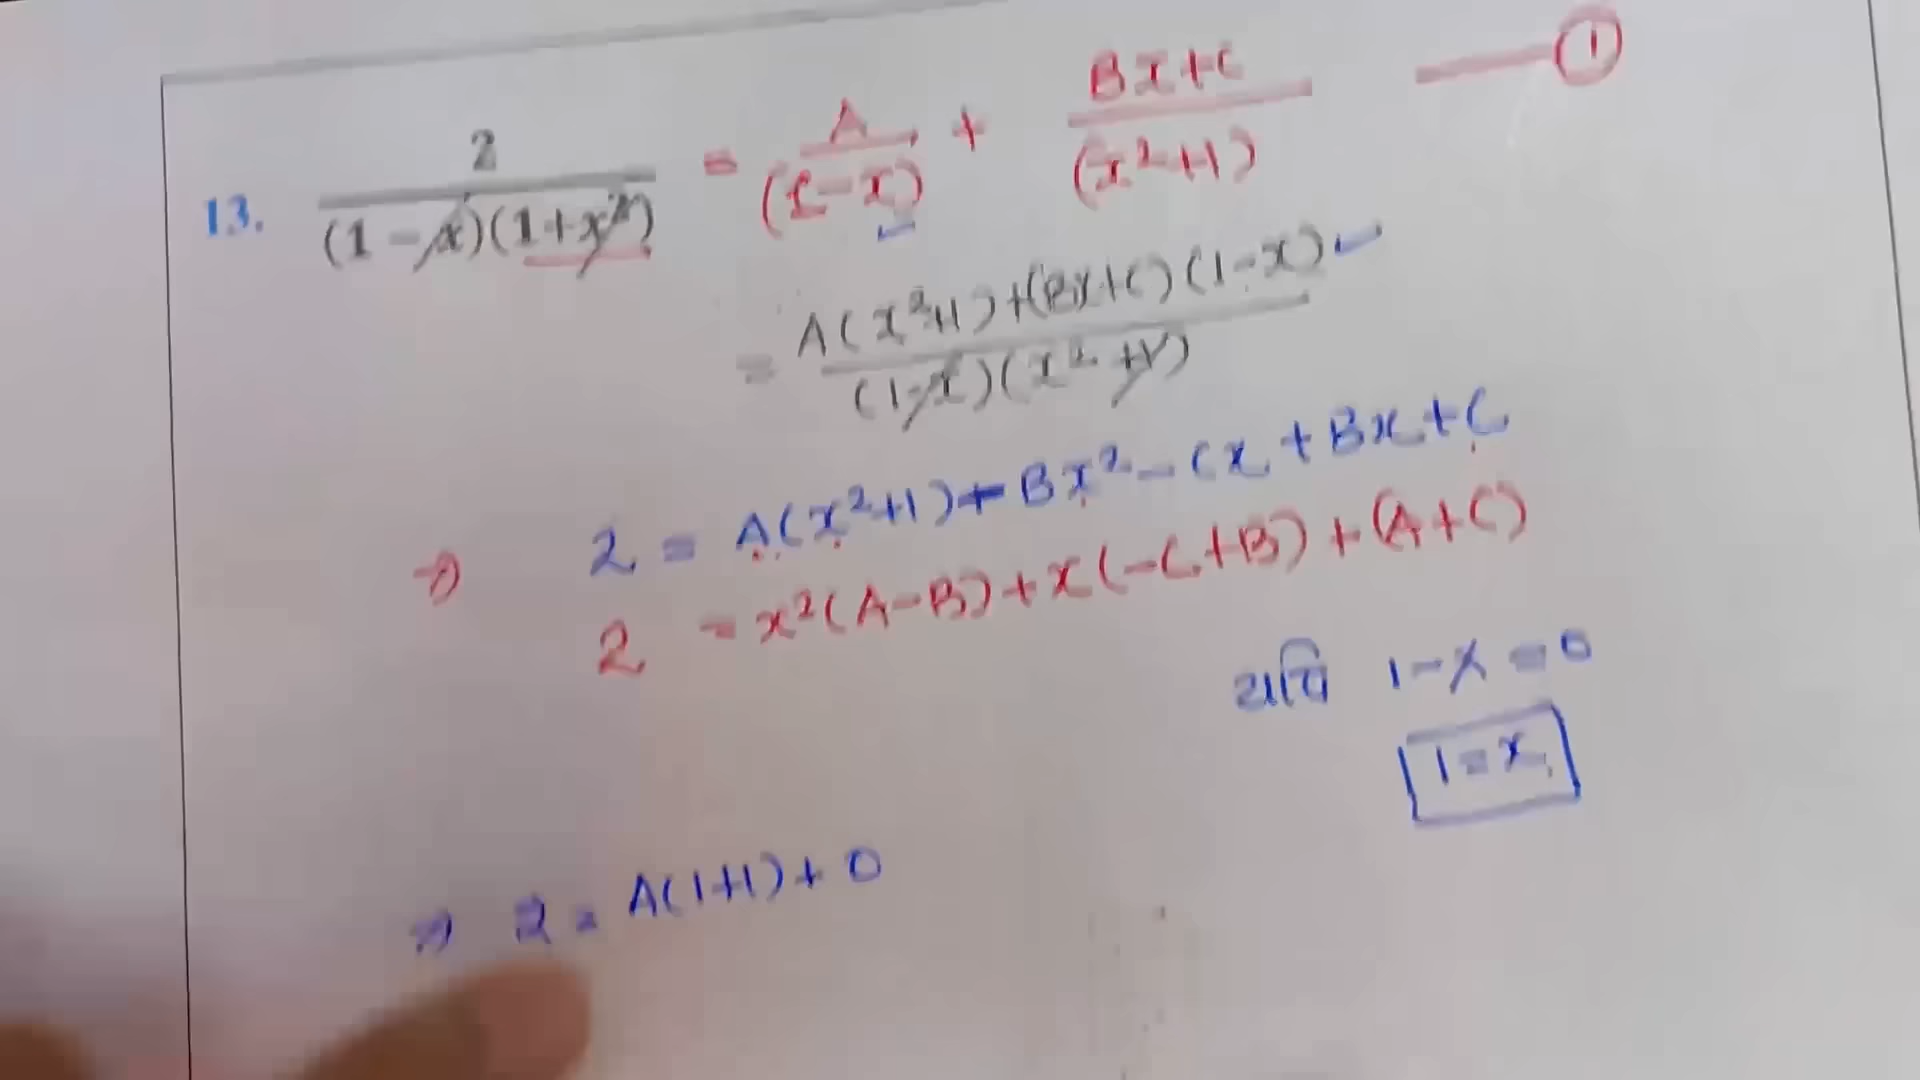 13. 2/((1-x)(1+x²)) = A/(1-x) + (Bx+C)/(x²+1) —— ①
= (A(x²+1)+(Bx+C)(1-x))/((1-x)(x²+1))
2 = A(x²+1)-Bx²-Cx+Bx+C
⇒ 2 = x²(A-B)+x(-C+B)+(A+C)
यदि 1-x=0
1=x
⇒ 2 = A(1+1)+0